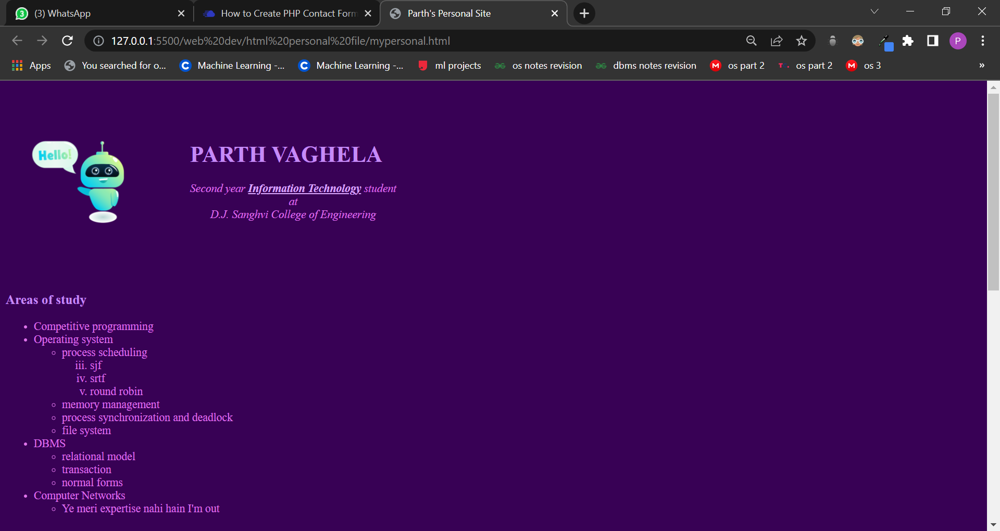 (3) WhatsApp
How to Create PHP Contact Form
Parth's Personal Site
127.0.0.1:5500/web%20dev/html%20personal%20file/mypersonal.html
P
Apps
You searched for o...
Machine Learning -...
Machine Learning -...
ml projects
os notes revision
dbms notes revision
os part 2
os part 2
os 3
»
Hello!
PARTH VAGHELA
Second year Information Technology student
at
D.J. Sanghvi College of Engineering
Areas of study
• Competitive programming
• Operating system
◦ process scheduling
iii. sjf
iv. srtf
v. round robin
◦ memory management
◦ process synchronization and deadlock
◦ file system
• DBMS
◦ relational model
◦ transaction
◦ normal forms
• Computer Networks
◦ Ye meri expertise nahi hain I'm out